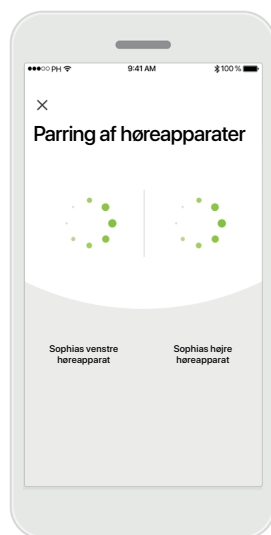 ●●●○○ PH 9:41 AM 100 %
Parring af høreapparater
Sophias venstre høreapparat
Sophias højre høreapparat